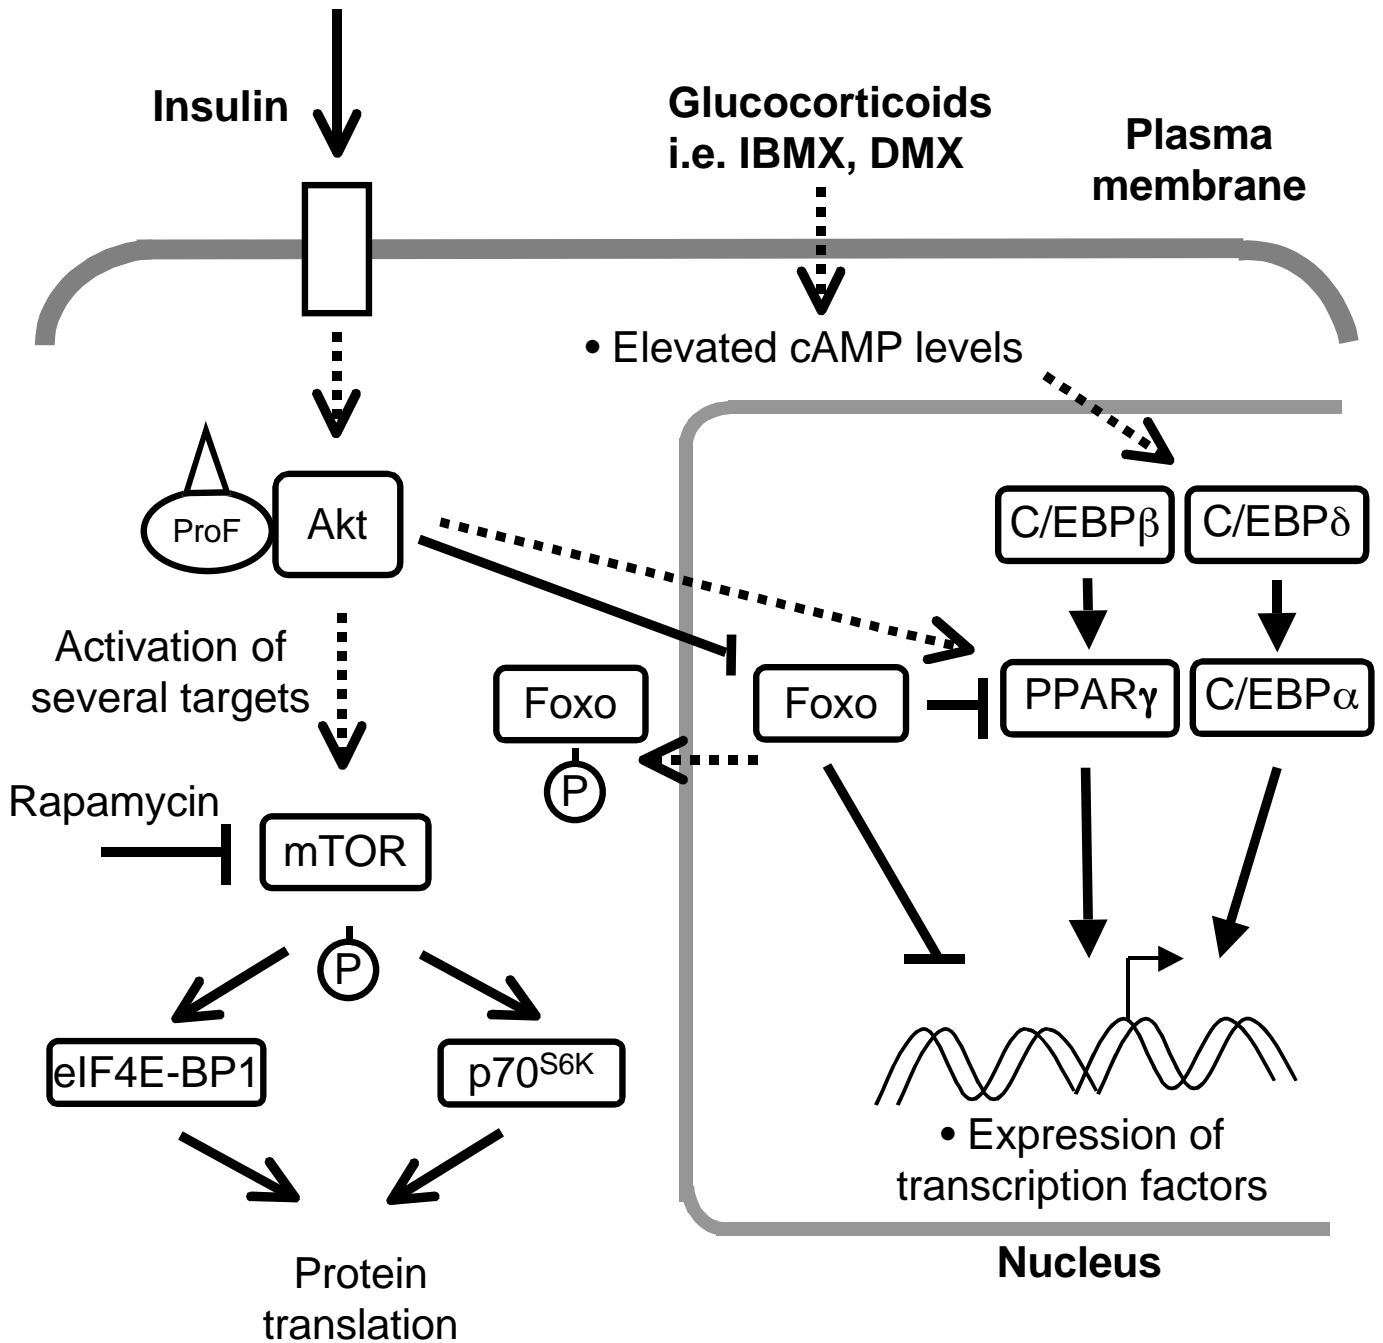 Insulin
Glucocorticoids
i.e. IBMX, DMX
Plasma
membrane
• Elevated cAMP levels
ProF
Akt
C/EBPβ
C/EBPδ
Activation of
several targets
Foxo
P
Foxo
PPARγ
C/EBPα
Rapamycin
mTOR
P
eIF4E-BP1
p70S6K
• Expression of
transcription factors
Nucleus
Protein
translation